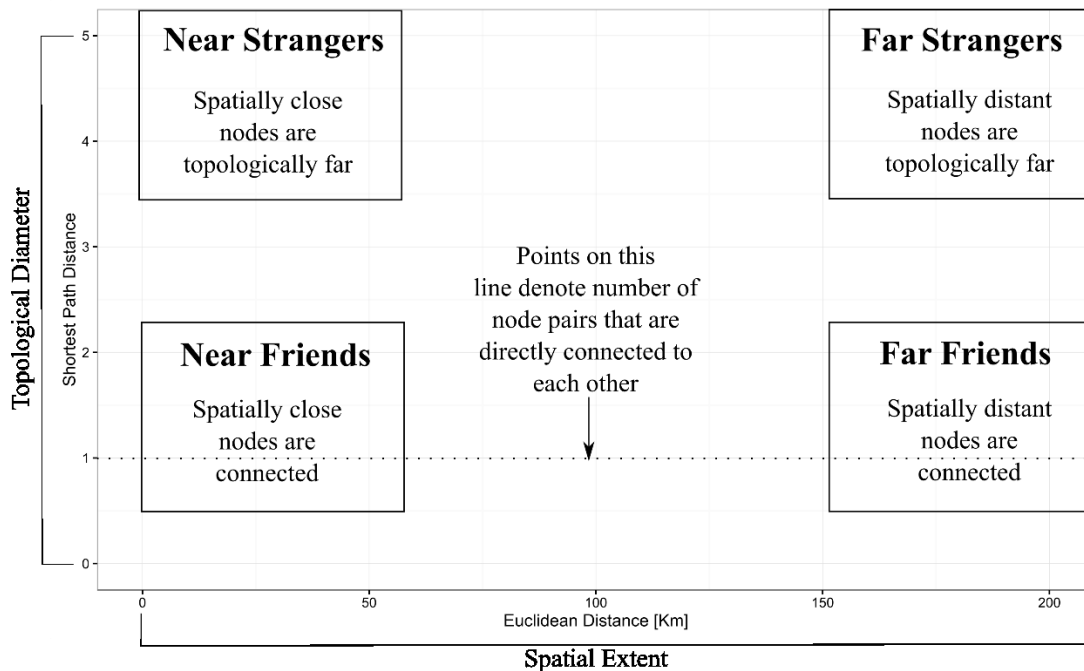 Near Strangers
Spatially close
nodes are
topologically far
Far Strangers
Spatially distant
nodes are
topologically far
Points on this
line denote number of
node pairs that are
directly connected to
each other
Near Friends
Spatially close
nodes are
connected
Far Friends
Spatially distant
nodes are
connected
Topological Diameter
Shortest Path Distance
5
4
3
2
1
0
0 50 100 150 200
Euclidean Distance [Km]
Spatial Extent